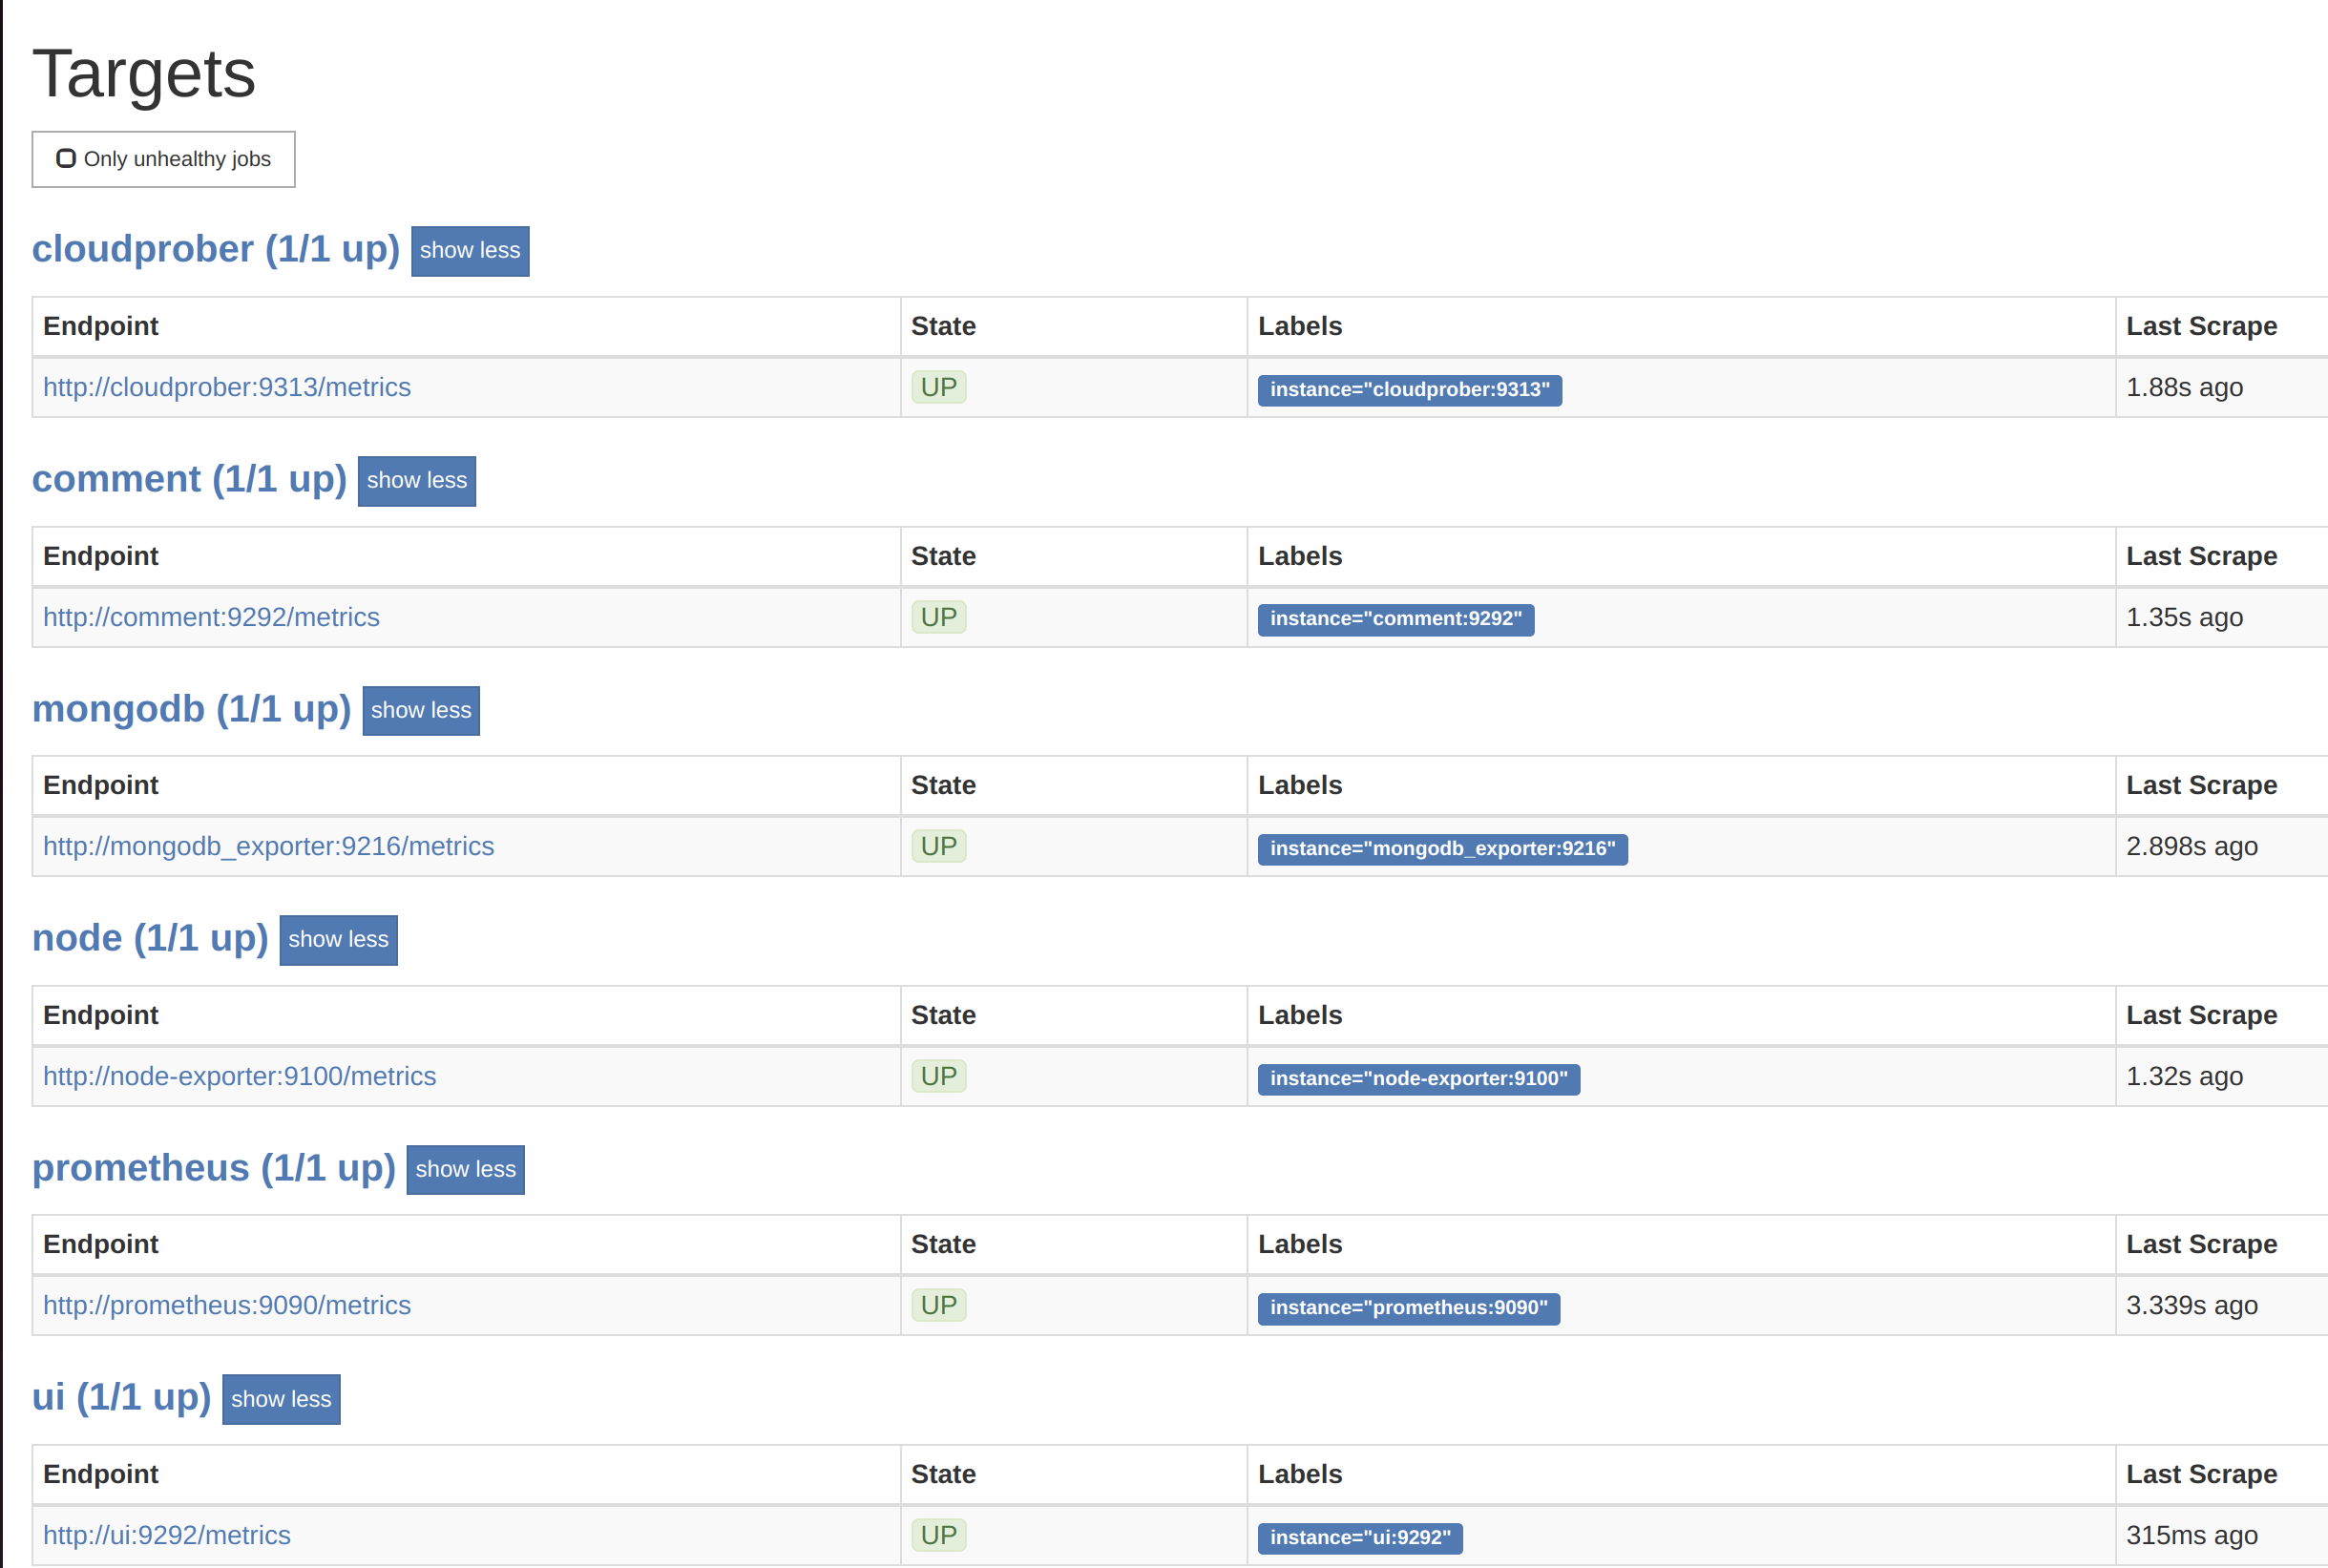 Targets
Only unhealthy jobs
cloudprober (1/1 up) show less
Endpoint State Labels Last Scrape
http://cloudprober:9313/metrics UP instance="cloudprober:9313" 1.88s ago
comment (1/1 up) show less
Endpoint State Labels Last Scrape
http://comment:9292/metrics UP instance="comment:9292" 1.35s ago
mongodb (1/1 up) show less
Endpoint State Labels Last Scrape
http://mongodb_exporter:9216/metrics UP instance="mongodb_exporter:9216" 2.898s ago
node (1/1 up) show less
Endpoint State Labels Last Scrape
http://node-exporter:9100/metrics UP instance="node-exporter:9100" 1.32s ago
prometheus (1/1 up) show less
Endpoint State Labels Last Scrape
http://prometheus:9090/metrics UP instance="prometheus:9090" 3.339s ago
ui (1/1 up) show less
Endpoint State Labels Last Scrape
http://ui:9292/metrics UP instance="ui:9292" 315ms ago